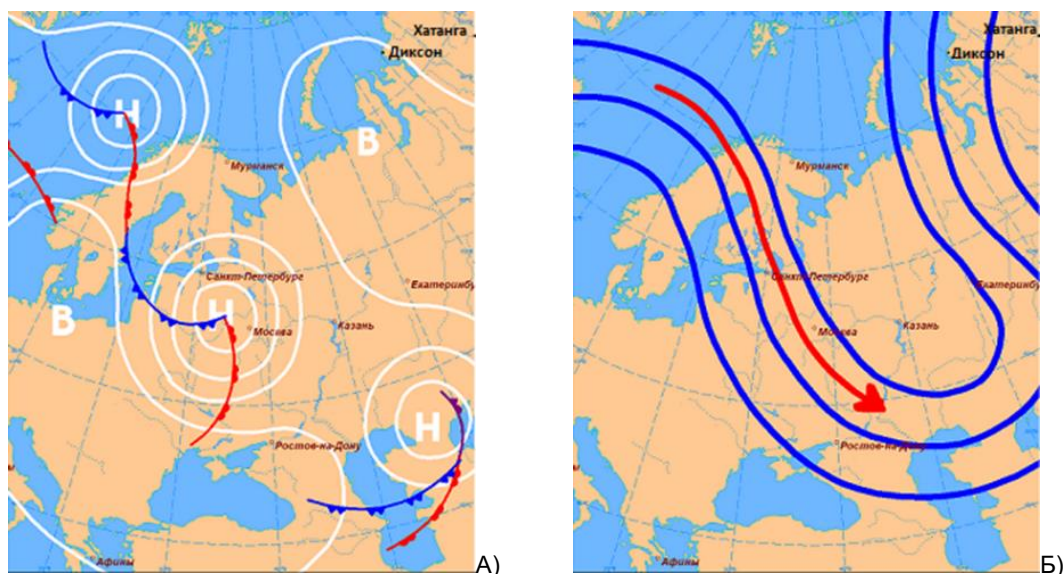 Хатанга
Диксон
Н
В
Мурманск
Санкт-Петербург
Екатеринбу
Н
В
Москва
Казань
Н
Ростов-на-Дону
Афины
А)
Хатанга
Диксон
Мурманск
Санкт-Петербург
Екатеринбу
Москва
Казань
Ростов-на-Дону
Афины
Б)